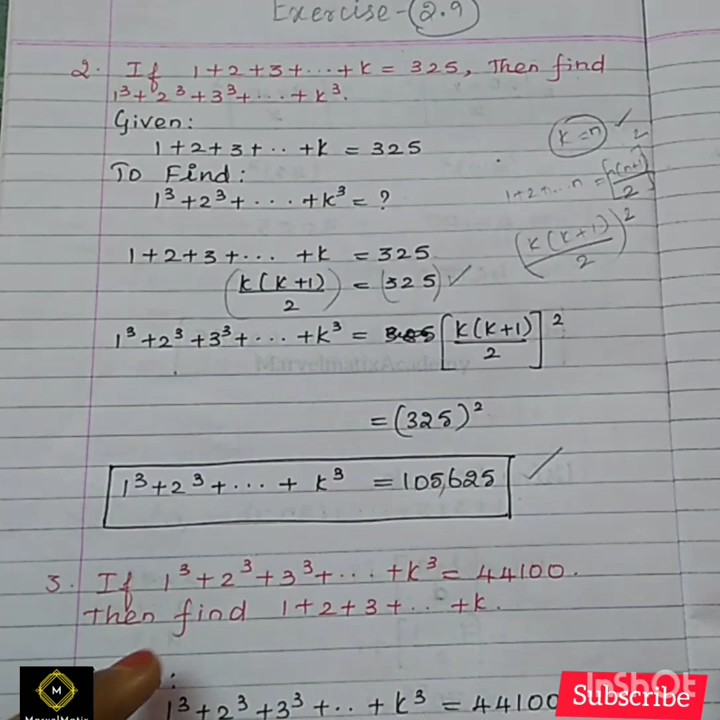 Exercise-2.9
2. If 1+2+3+...+k = 325, Then find
1³+2³+3³+...+k³.
Given:
1+2+3+..+k = 325
k=n ✓
To Find:
1³+2³+...+k³=?
1+2+...n = [n(n+1)/2]²
1+2+3+... +k = 325
(k(k+1)/2)²
(k(k+1)/2) = (325) ✓
1³+2³+3³+...+k³ = [k(k+1)/2]²
MarvelmatixAcademy
=(325)²
1³+2³+...+k³ =105,625 ✓
3. If 1³+2³+3³+...+k³=44100.
then find 1+2+3+..+k.
:
1³+2³+3³+..+k³ = 44100
M
MarvelMatix
InShOt
Subscribe